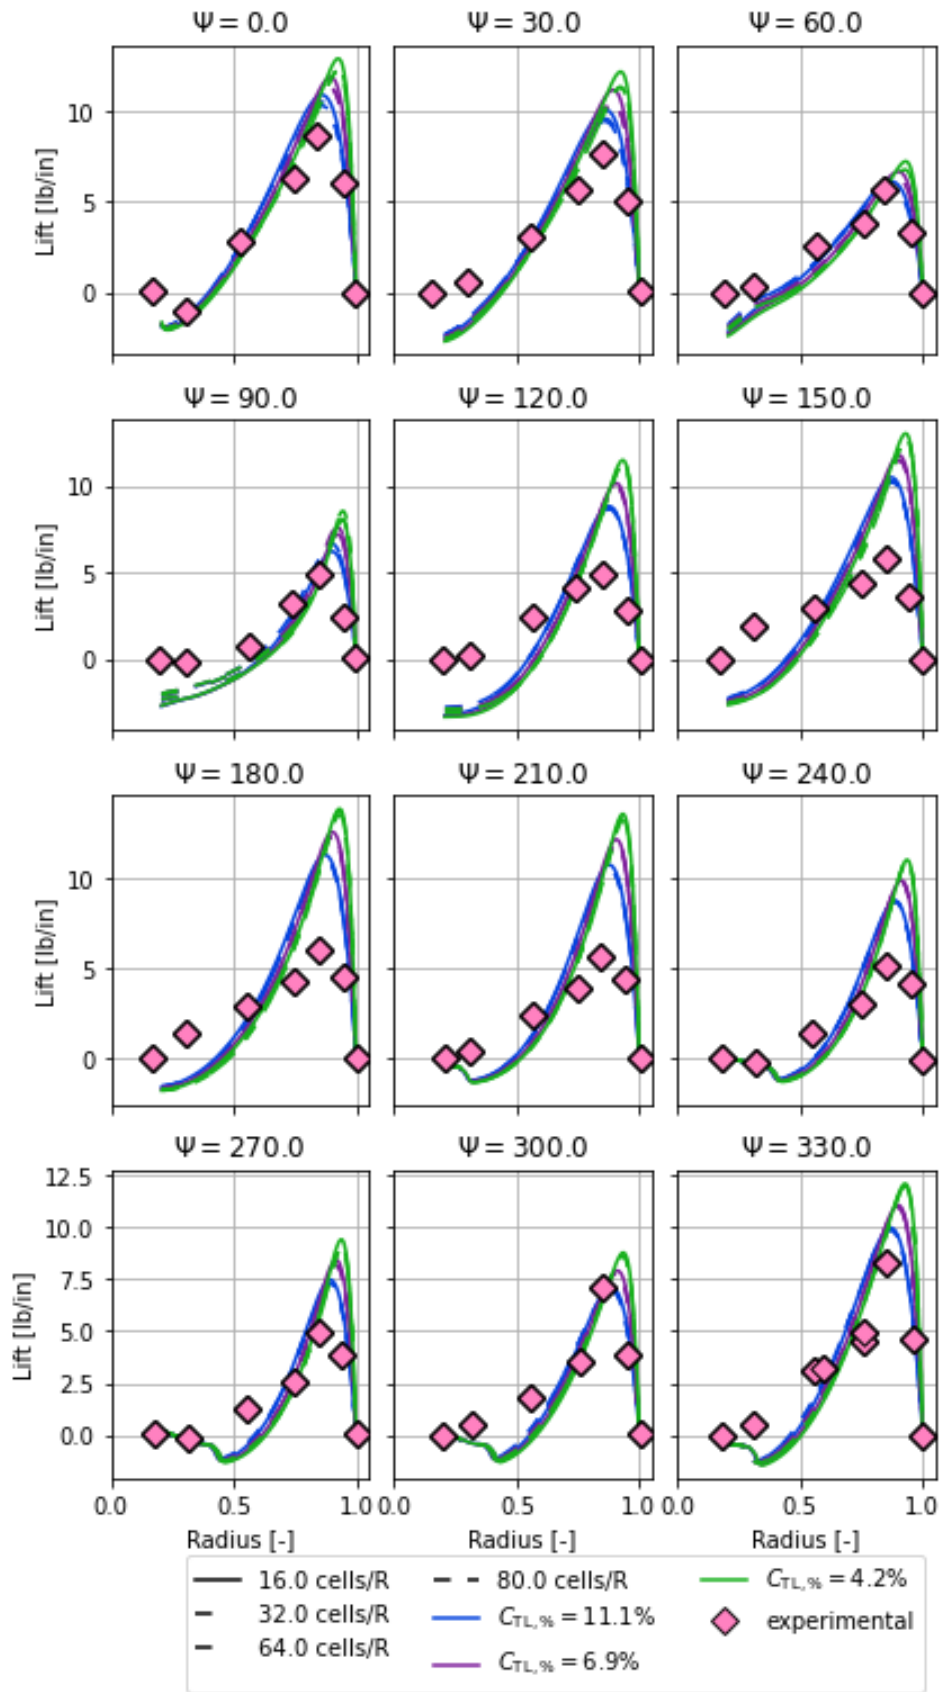 Ψ = 0.0 Ψ = 30.0 Ψ = 60.0
10
5
0
Lift [lb/in]
Ψ = 90.0 Ψ = 120.0 Ψ = 150.0
10
5
0
Lift [lb/in]
Ψ = 180.0 Ψ = 210.0 Ψ = 240.0
10
5
0
Lift [lb/in]
Ψ = 270.0 Ψ = 300.0 Ψ = 330.0
12.5
10.0
7.5
5.0
2.5
0.0
Lift [lb/in]
0.0 0.5 1.0 0.0 0.5 1.0 0.0 0.5 1.0
Radius [-] Radius [-] Radius [-]
16.0 cells/R 80.0 cells/R C_TL,% = 4.2%
32.0 cells/R C_TL,% = 11.1% experimental
64.0 cells/R C_TL,% = 6.9%